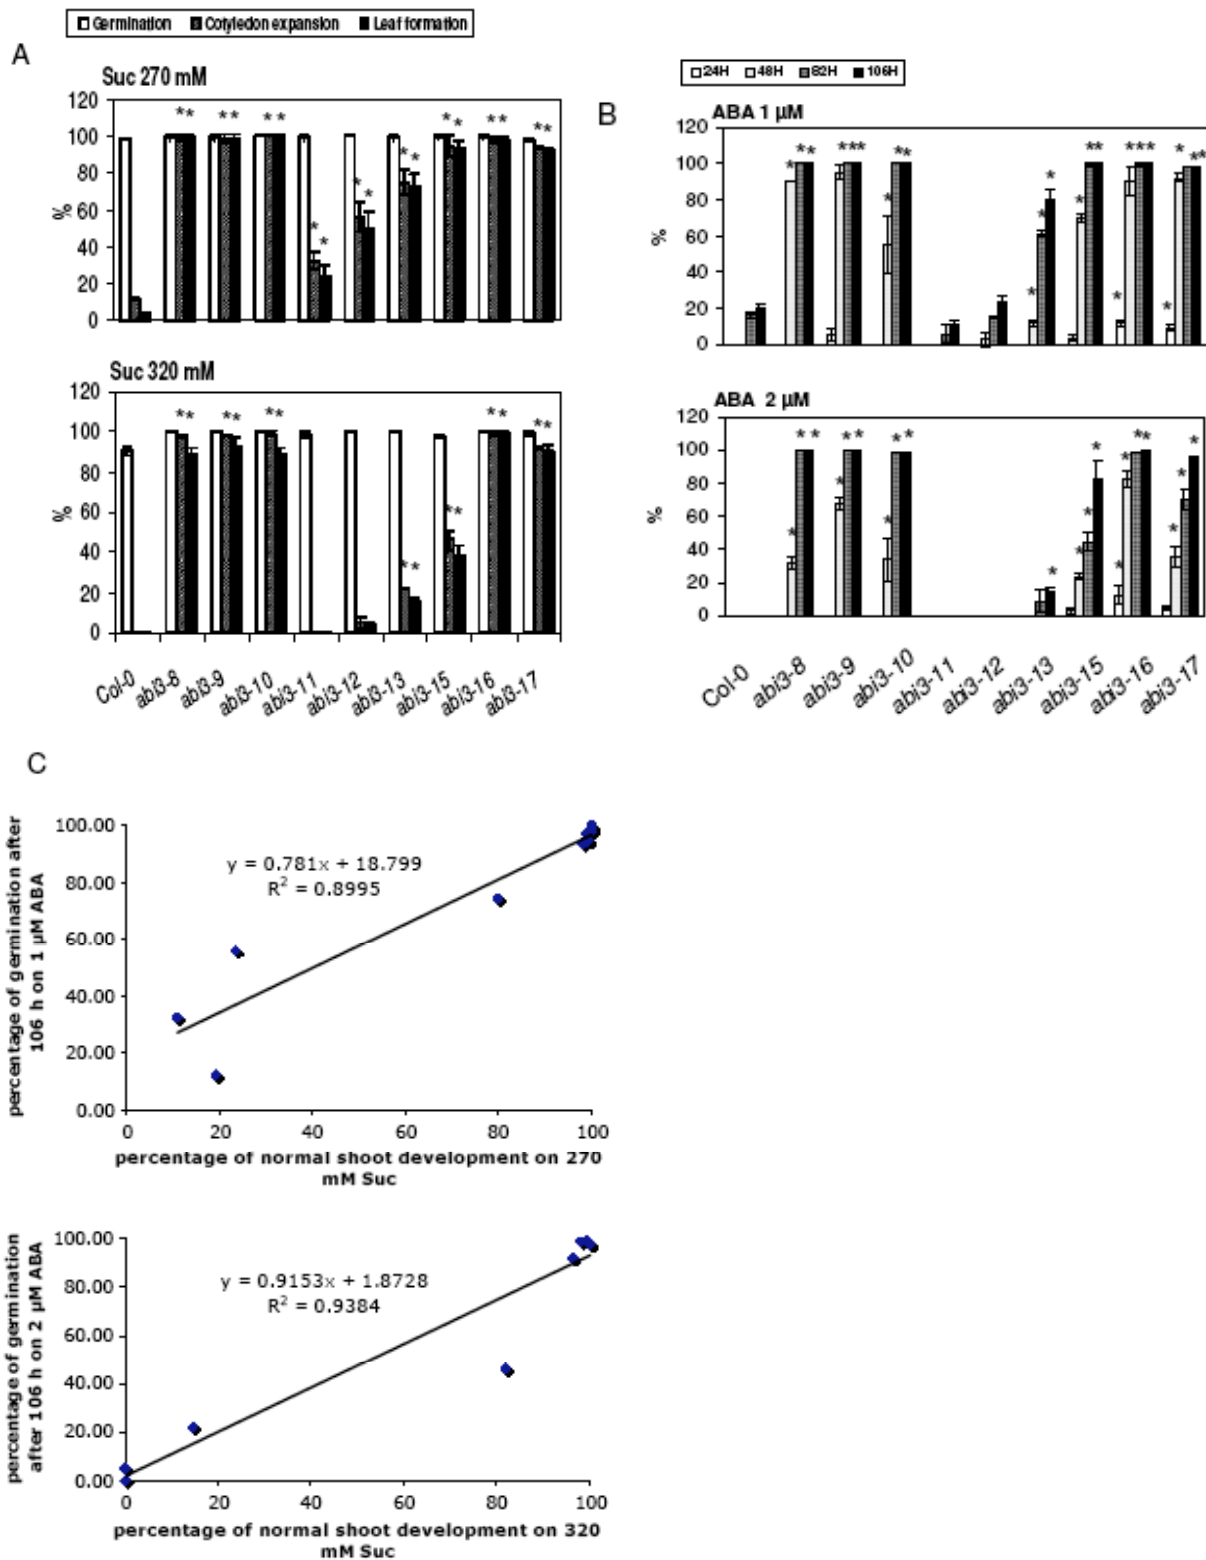 Germination Cotyledon expansion Leaf formation
A
Suc 270 mM
120
100
80
60
40
20
0
%
* * * * * * * * * * * * * * * * * *
Suc 320 mM
120
100
80
60
40
20
0
%
* * * * * * * * * * * * * *
Col-0 abi3-8 abi3-9 abi3-10 abi3-11 abi3-12 abi3-13 abi3-15 abi3-16 abi3-17
24H 48H 82H 106H
B
ABA 1 µM
120
100
80
60
40
20
0
%
ABA 2 µM
120
100
80
60
40
20
0
%
Col-0 abi3-8 abi3-9 abi3-10 abi3-11 abi3-12 abi3-13 abi3-15 abi3-16 abi3-17
C
percentage of germination after
106 h on 1 µM ABA
100.00
80.00
60.00
40.00
20.00
0.00
y = 0.781x + 18.799
R² = 0.8995
0 20 40 60 80 100
percentage of normal shoot development on 270
mM Suc
percentage of germination
after 106 h on 2 µM ABA
100.00
80.00
60.00
40.00
20.00
0.00
y = 0.9153x + 1.8728
R² = 0.9384
0 20 40 60 80 100
percentage of normal shoot development on 320
mM Suc